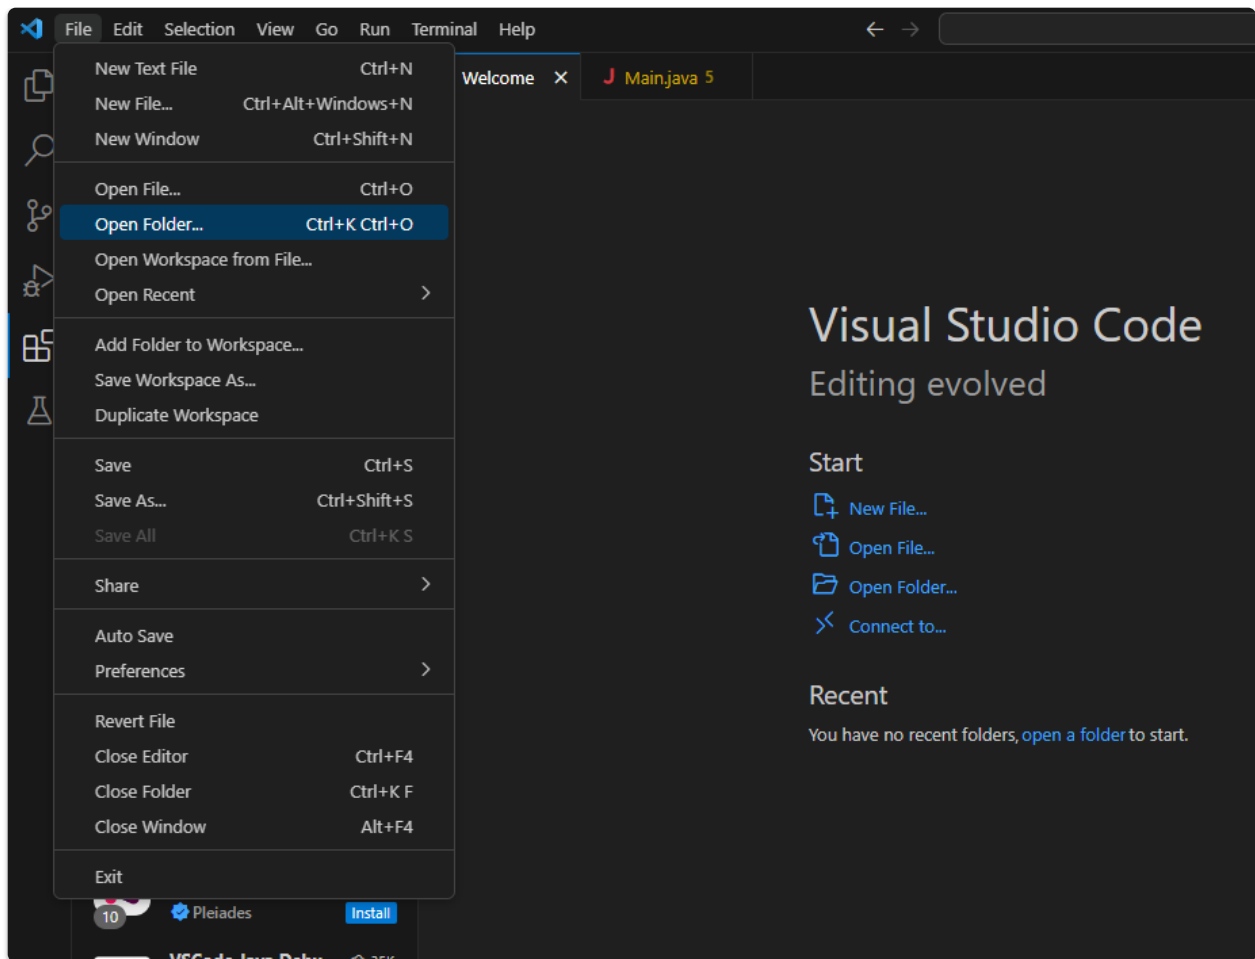 File Edit Selection View Go Run Terminal Help
New Text File Ctrl+N
New File... Ctrl+Alt+Windows+N
New Window Ctrl+Shift+N
Open File... Ctrl+O
Open Folder... Ctrl+K Ctrl+O
Open Workspace from File...
Open Recent
Add Folder to Workspace...
Save Workspace As...
Duplicate Workspace
Save Ctrl+S
Save As... Ctrl+Shift+S
Save All Ctrl+K S
Share
Auto Save
Preferences
Revert File
Close Editor Ctrl+F4
Close Folder Ctrl+K F
Close Window Alt+F4
Exit
10 Pleiades Install
VSCode Java Debu 35K
Welcome Main.java 5
Visual Studio Code
Editing evolved
Start
New File...
Open File...
Open Folder...
Connect to...
Recent
You have no recent folders, open a folder to start.